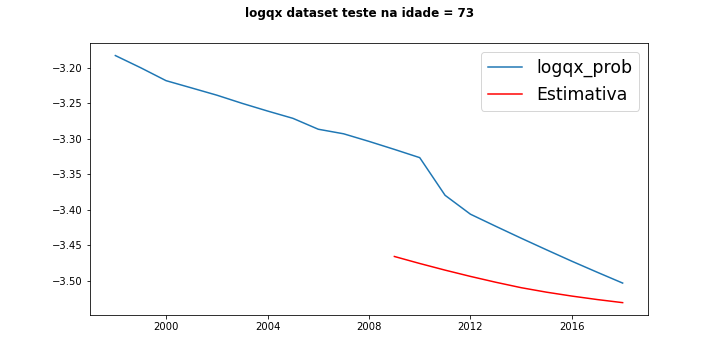 logqx dataset teste na idade = 73
logqx_prob
Estimativa
−3.20
−3.25
−3.30
−3.35
−3.40
−3.45
−3.50
2000 2004 2008 2012 2016